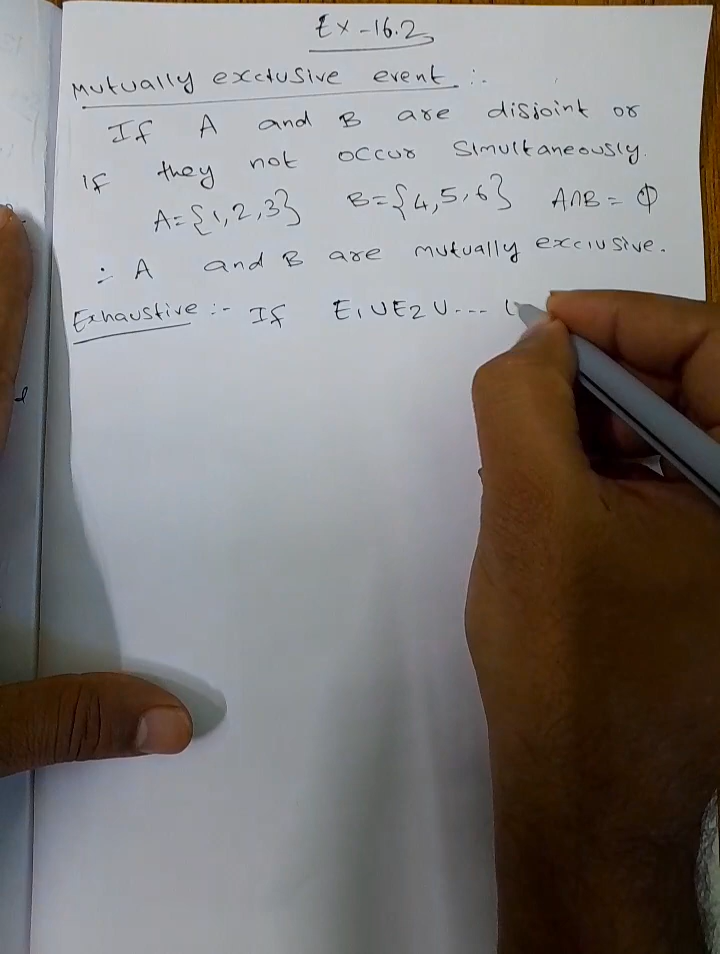 Ex-16.2
Mutually exclusive event :-
If A and B are disjoint or
If they not occur simultaneously.
A={1,2,3} B={4,5,6} A∩B = ϕ
∴ A and B are mutually exclusive.
Exhaustive :- If E₁∪E₂∪---